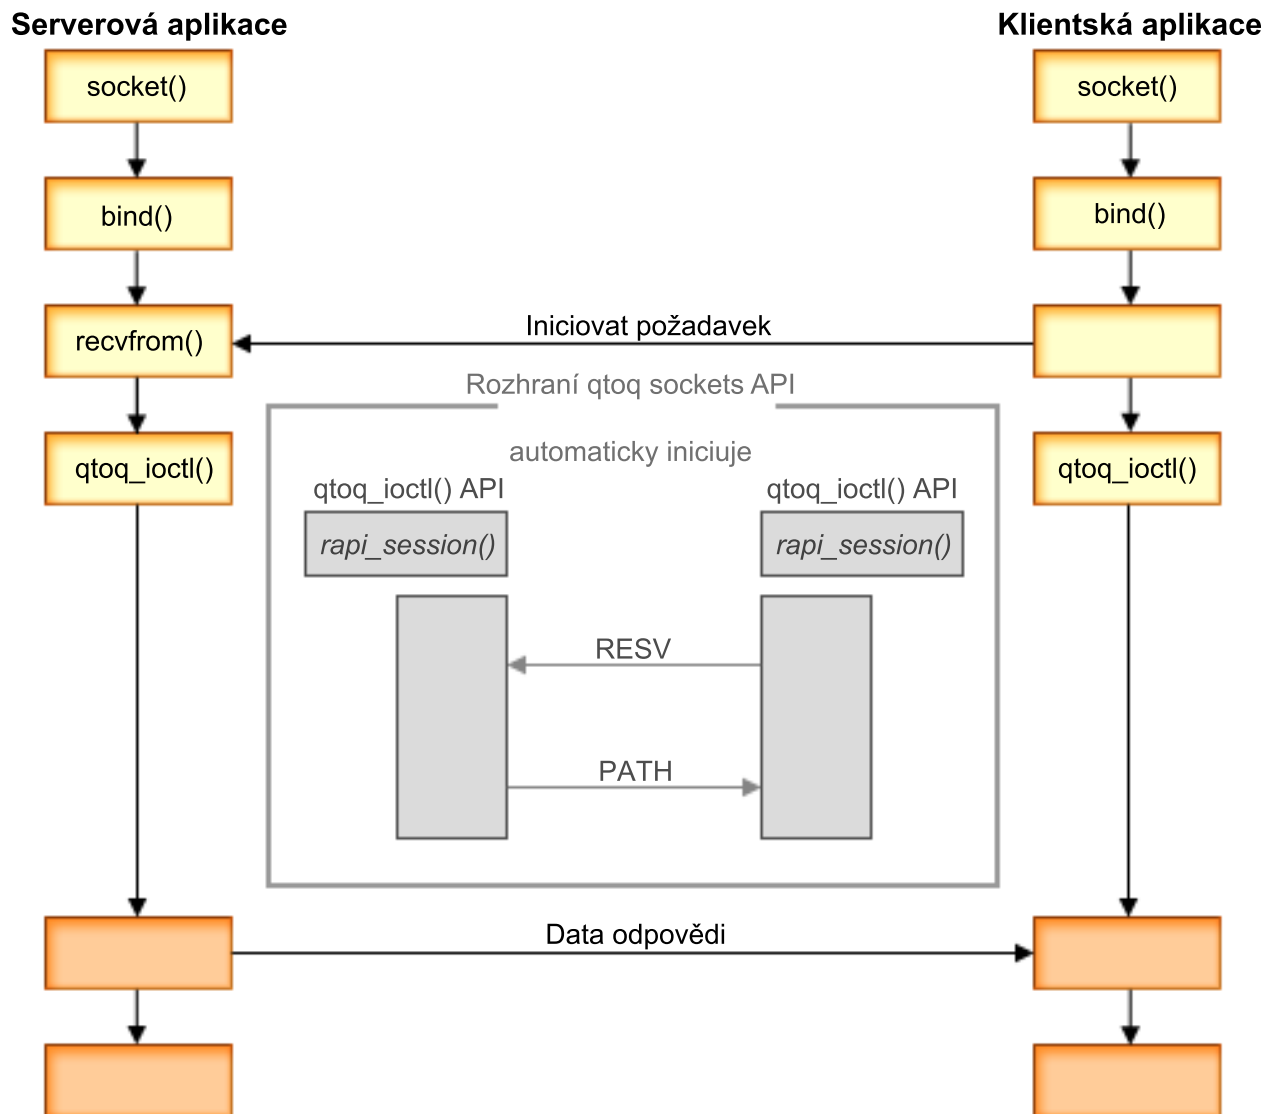 Serverová aplikace
Klientská aplikace
socket()
socket()
bind()
bind()
recvfrom()
Iniciovat požadavek
Rozhraní qtoq sockets API
qtoq_ioctl()
automaticky iniciuje
qtoq_ioctl()
qtoq_ioctl() API
qtoq_ioctl() API
rapi_session()
rapi_session()
RESV
PATH
Data odpovědi